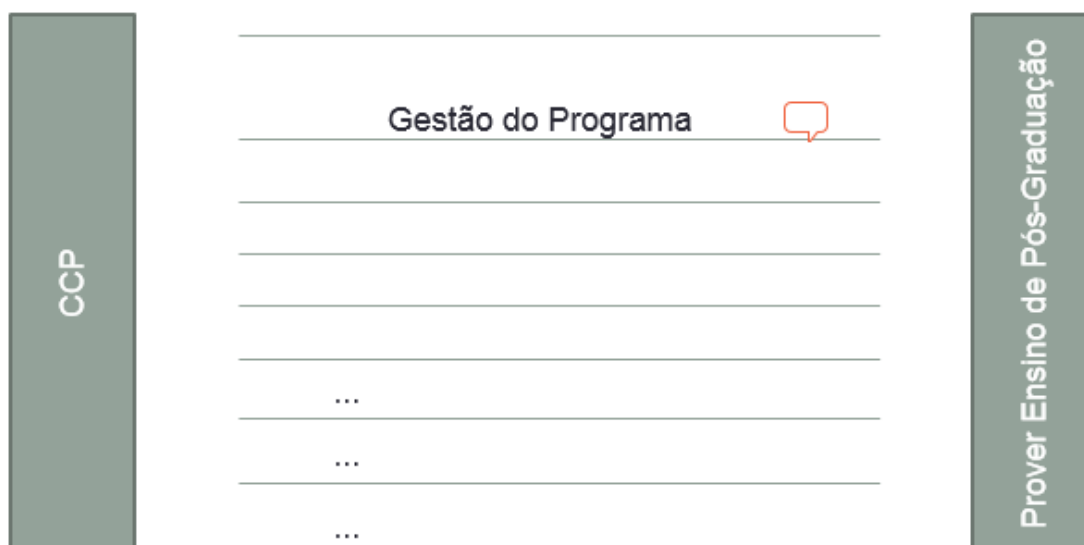 CCP
Gestão do Programa
...
...
...
Prover Ensino de Pós-Graduação